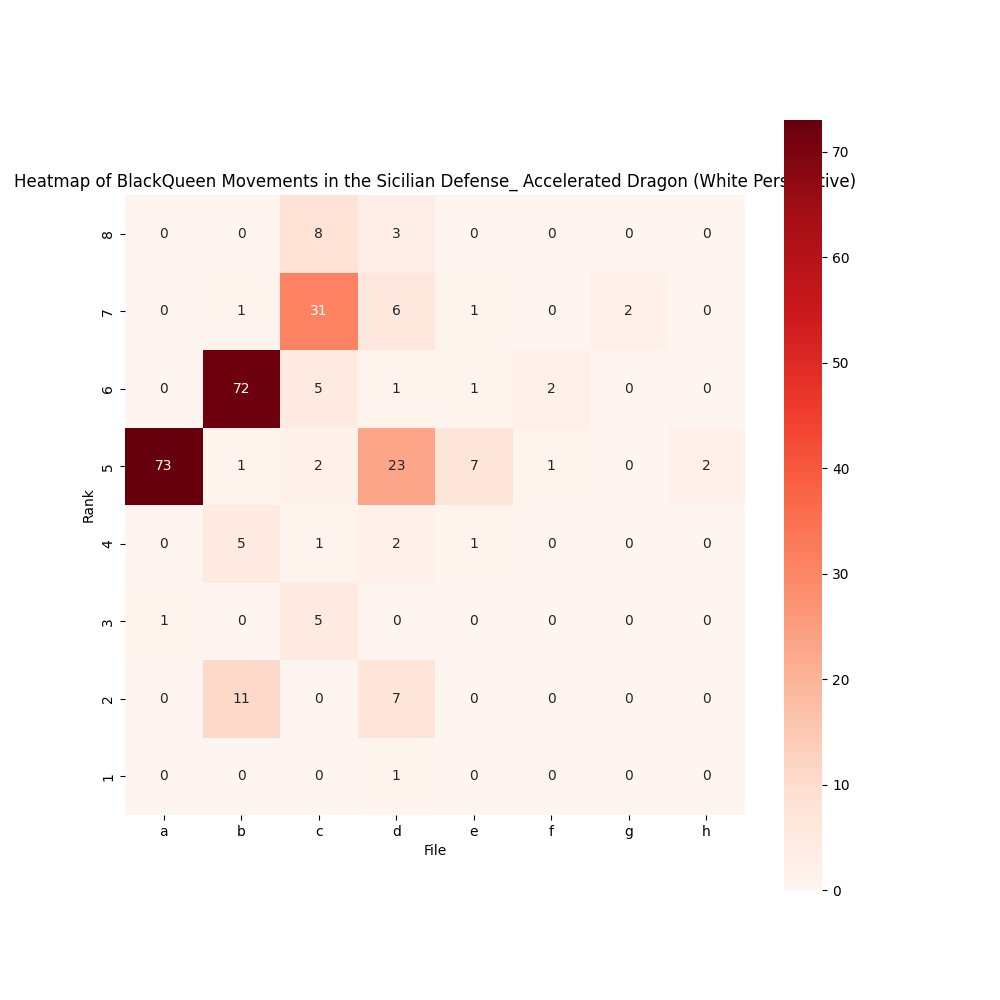 Heatmap of BlackQueen Movements in the Sicilian Defense_ Accelerated Dragon (White Pers    tive)
8 0 0 8 3 0 0 0 0
7 0 1 31 6 1 0 2 0
6 0 72 5 1 1 2 0 0
5 73 1 2 23 7 1 0 2
4 0 5 1 2 1 0 0 0
3 1 0 5 0 0 0 0 0
2 0 11 0 7 0 0 0 0
1 0 0 0 1 0 0 0 0
a b c d e f g h
File
Rank
70
60
50
40
30
20
10
0